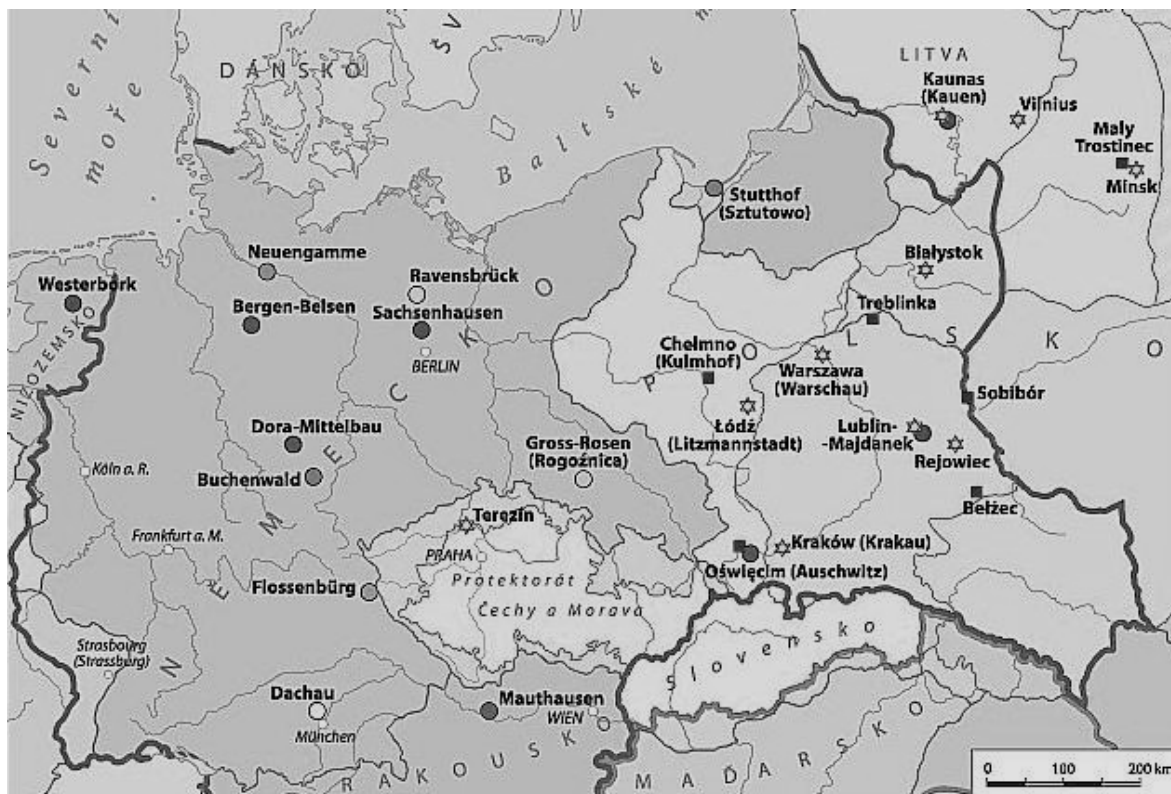 Severní
moře
DÁNSKO
ŠV
Baltské
m
LITVA
Kaunas
(Kauen)
Vilnius
Maly
Trostinec
Minsk
Stutthof
(Sztutowo)
Neuengamme
Białystok
Westerbork
Ravensbrück
Bergen-Belsen
Sachsenhausen
BERLIN
Treblinka
NIZOZEMSKO
Chelmno
(Kulmhof)
Warszawa
(Warschau)
POLSKO
Sobibór
Łódź
(Litzmannstadt)
Lublin-
-Majdanek
Rejowiec
Dora-Mittelbau
Gross-Rosen
(Rogoźnica)
Köln a. R.
Buchenwald
Bełżec
NĚMECKO
Terezín
Frankfurt a. M.
PRAHA
Kraków (Krakau)
Oświęcim (Auschwitz)
Protektorát
Čechy a Morava
Flossenbürg
Slovensko
Strasbourg
(Strassburg)
Dachau
Mauthausen
WIEN
München
RAKOUSKO
MAĎARSKO
0 100 200 km